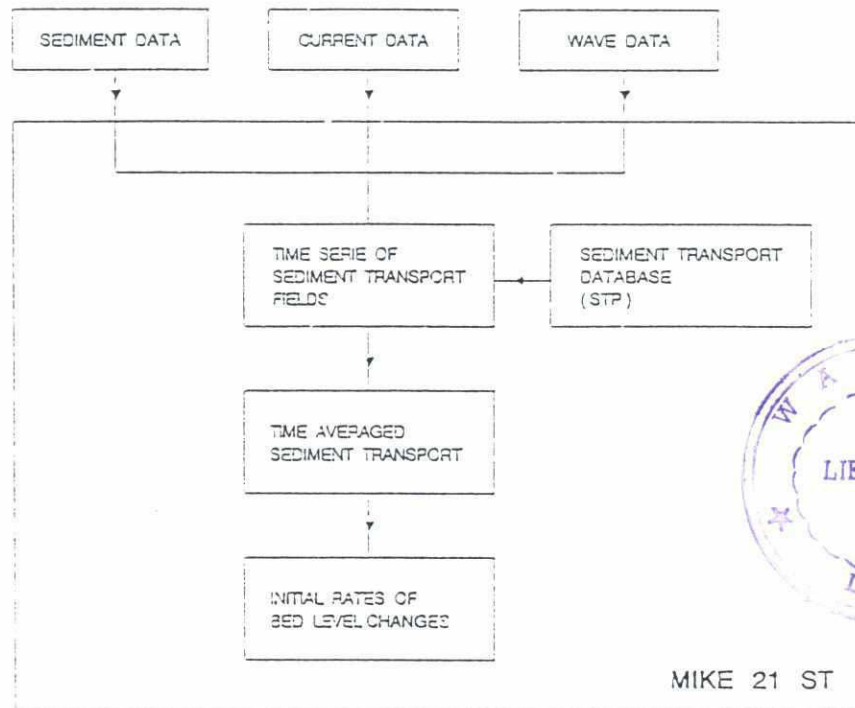 SEDIMENT DATA
CURRENT DATA
WAVE DATA
TIME SERIE OF
SEDIMENT TRANSPORT
FIELDS
SEDIMENT TRANSPORT
DATABASE
(STP)
TIME AVERAGED
SEDIMENT TRANSPORT
INITIAL RATES OF
BED LEVEL CHANGES
W A
LIE
MIKE 21 ST